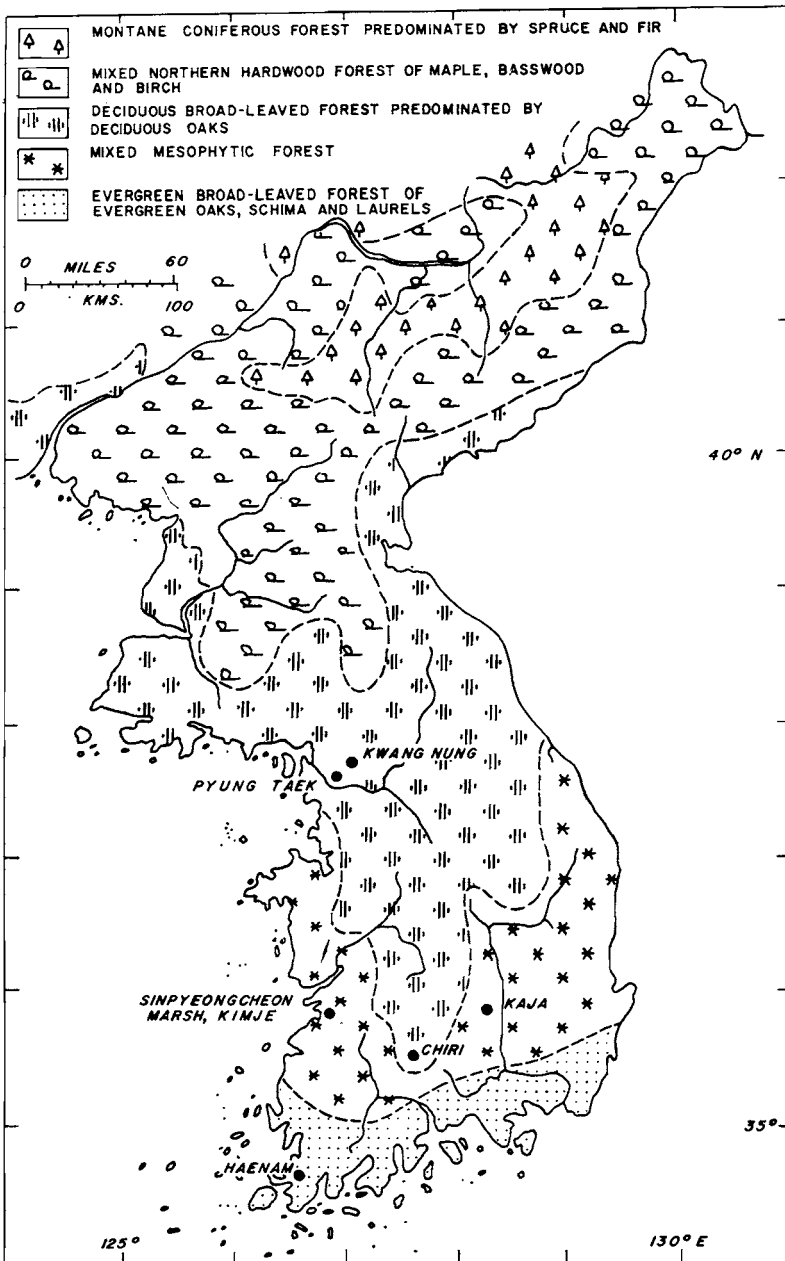 MONTANE CONIFEROUS FOREST PREDOMINATED BY SPRUCE AND FIR
MIXED NORTHERN HARDWOOD FOREST OF MAPLE, BASSWOOD
AND BIRCH
DECIDUOUS BROAD-LEAVED FOREST PREDOMINATED BY
DECIDUOUS OAKS
MIXED MESOPHYTIC FOREST
EVERGREEN BROAD-LEAVED FOREST OF
EVERGREEN OAKS, SCHIMA AND LAURELS
0 MILES 60
0 KMS. 100
40° N
KWANG NUNG
PYUNG TAEK
SINPYEONGCHEON
MARSH, KIMJE
KAJA
CHIRI
35°
HAENAM
125° 130° E